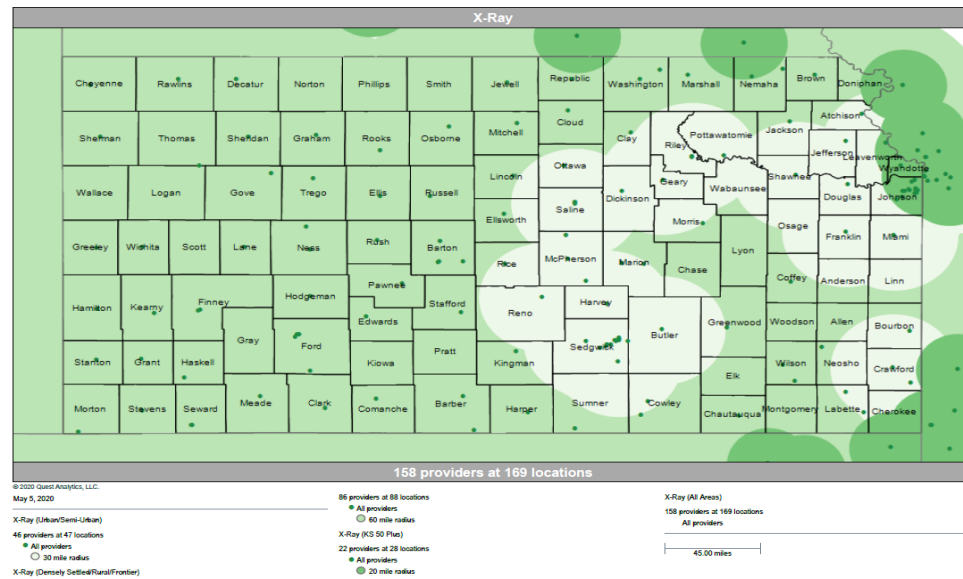 X-Ray
Cheyenne Rawlins Decatur Norton Phillips Smith Jewell Republic Washington Marshall Nemaha Brown Doniphan
Atchison
Sherman Thomas Sheridan Graham Rooks Osborne Mitchell Cloud Clay Riley Pottawatomie Jackson Jefferson Leavenworth
Wyandotte
Wallace Logan Gove Trego Ellis Russell Lincoln Ottawa Saline Dickinson Geary Wabaunsee Shawnee Douglas Johnson
Ellsworth Morris Osage
Greeley Wichita Scott Lane Ness Rush Barton Rice McPherson Marion Chase Lyon Franklin Miami
Pawnee Coffey Anderson Linn
Hamilton Kearny Finney Hodgeman Stafford Reno Harvey
Edwards
Gray Ford Sedgwick Butler Greenwood Woodson Allen Bourbon
Stanton Grant Haskell Kiowa Pratt Kingman Elk Wilson Neosho Crawford
Morton Stevens Seward Meade Clark Comanche Barber Harper Sumner Cowley Chautauqua Montgomery Labette Cherokee
158 providers at 169 locations
© 2020 Quest Analytics, LLC.
May 5, 2020
X-Ray (Urban/Semi-Urban)
46 providers at 47 locations
All providers
30 mile radius
X-Ray (Densely Settled/Rural/Frontier)
86 providers at 88 locations
All providers
60 mile radius
X-Ray (KS 50 Plus)
22 providers at 28 locations
All providers
20 mile radius
X-Ray (All Areas)
158 providers at 169 locations
All providers
45.00 miles